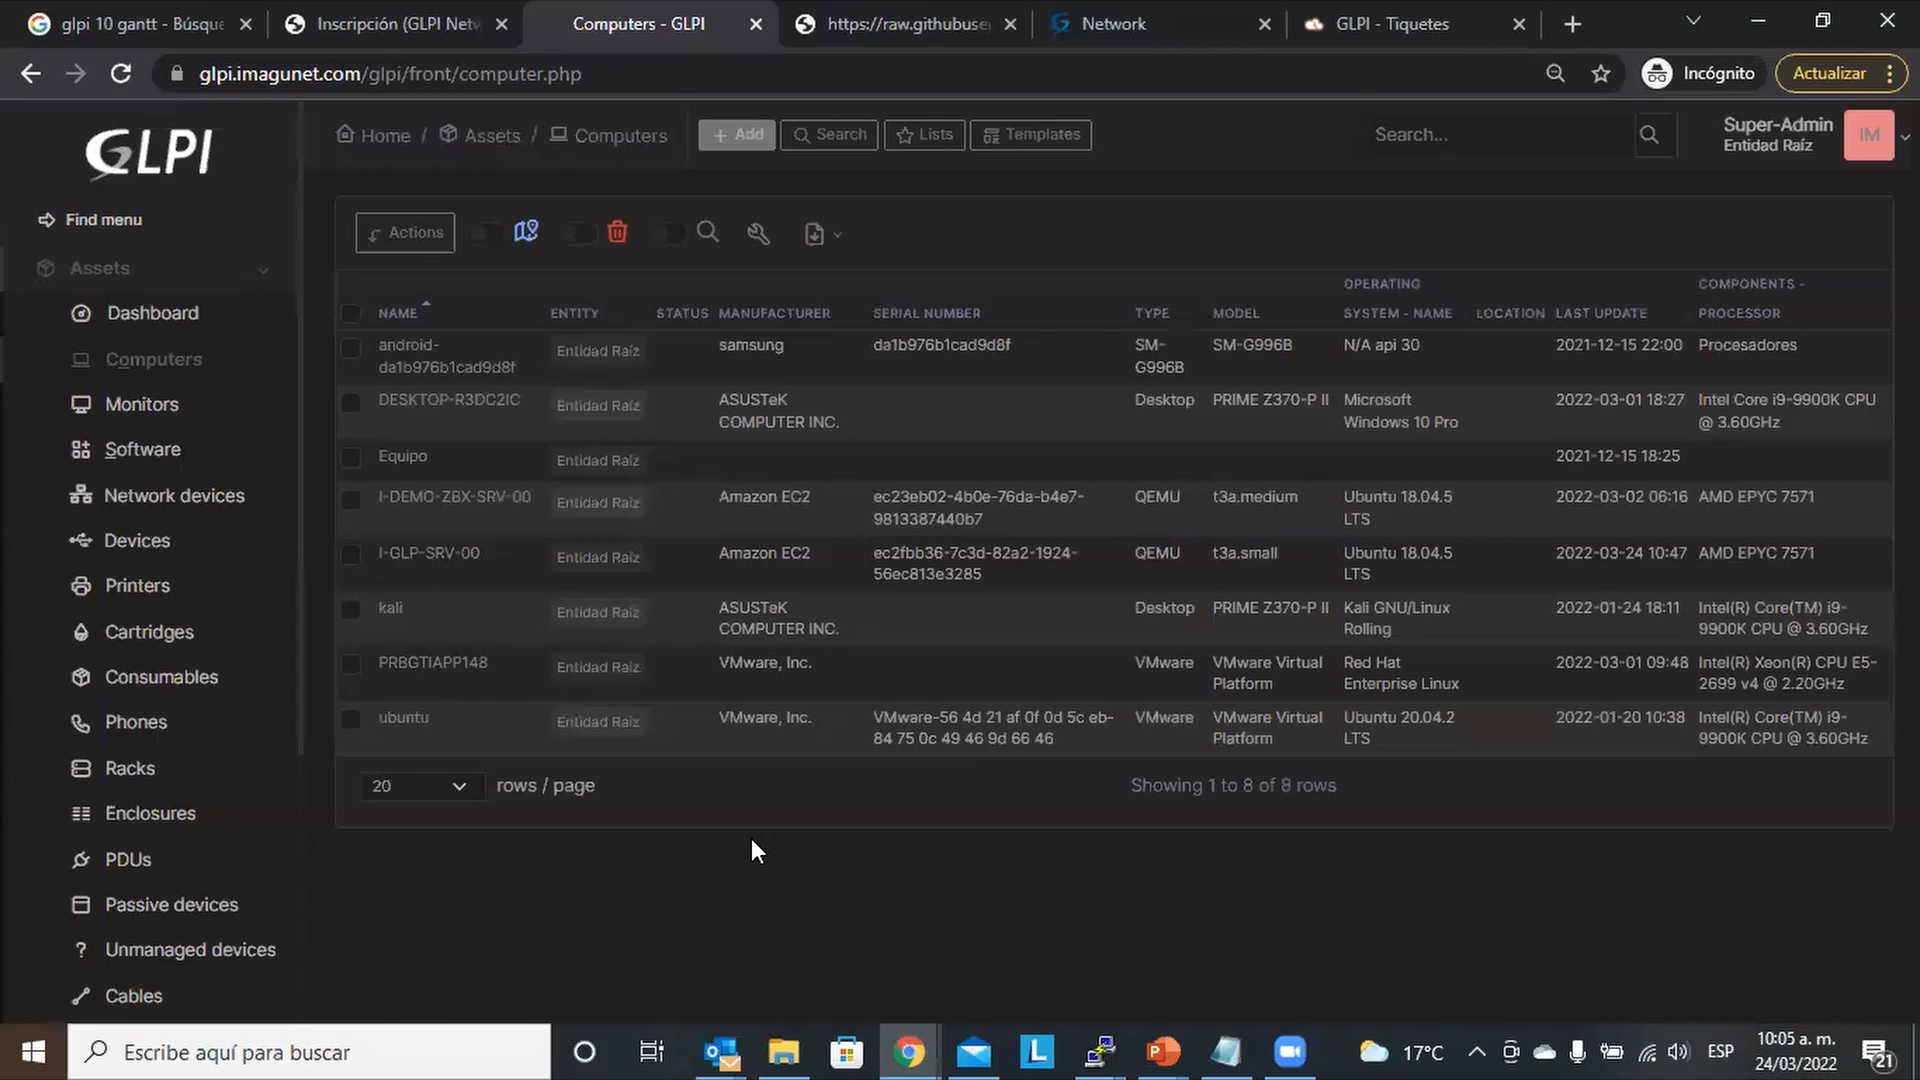 glpi 10 gantt - Búsque
Inscripción (GLPI Netw
Computers - GLPI
https://raw.githubuser
Network
GLPI - Tiquetes
glpi.imagunet.com/glpi/front/computer.php
Incógnito
Actualizar
GLPI
Home / Assets / Computers
+ Add
Search
Lists
Templates
Search...
Super-Admin
Entidad Raíz
IM
Find menu
Assets
Dashboard
Computers
Monitors
Software
Network devices
Devices
Printers
Cartridges
Consumables
Phones
Racks
Enclosures
PDUs
Passive devices
Unmanaged devices
Cables
Actions
NAME ENTITY STATUS MANUFACTURER SERIAL NUMBER TYPE MODEL OPERATING SYSTEM - NAME LOCATION LAST UPDATE COMPONENTS - PROCESSOR
android-da1b976b1cad9d8f Entidad Raíz samsung da1b976b1cad9d8f SM-G996B SM-G996B N/A api 30 2021-12-15 22:00 Procesadores
DESKTOP-R3DC2IC Entidad Raíz ASUSTeK COMPUTER INC. Desktop PRIME Z370-P II Microsoft Windows 10 Pro 2022-03-01 18:27 Intel Core i9-9900K CPU @ 3.60GHz
Equipo Entidad Raíz 2021-12-15 18:25
I-DEMO-ZBX-SRV-00 Entidad Raíz Amazon EC2 ec23eb02-4b0e-76da-b4e7-9813387440b7 QEMU t3a.medium Ubuntu 18.04.5 LTS 2022-03-02 06:16 AMD EPYC 7571
I-GLP-SRV-00 Entidad Raíz Amazon EC2 ec2fbb36-7c3d-82a2-1924-56ec813e3285 QEMU t3a.small Ubuntu 18.04.5 LTS 2022-03-24 10:47 AMD EPYC 7571
kali Entidad Raíz ASUSTeK COMPUTER INC. Desktop PRIME Z370-P II Kali GNU/Linux Rolling 2022-01-24 18:11 Intel(R) Core(TM) i9-9900K CPU @ 3.60GHz
PRBGTIAPP148 Entidad Raíz VMware, Inc. VMware VMware Virtual Platform Red Hat Enterprise Linux 2022-03-01 09:48 Intel(R) Xeon(R) CPU E5-2699 v4 @ 2.20GHz
ubuntu Entidad Raíz VMware, Inc. VMware-56 4d 21 af 0f 0d 5c eb-84 75 0c 49 46 9d 66 46 VMware VMware Virtual Platform Ubuntu 20.04.2 LTS 2022-01-20 10:38 Intel(R) Core(TM) i9-9900K CPU @ 3.60GHz
20 rows / page
Showing 1 to 8 of 8 rows
Escribe aquí para buscar
L
17°C
ESP
10:05 a. m.
24/03/2022
21